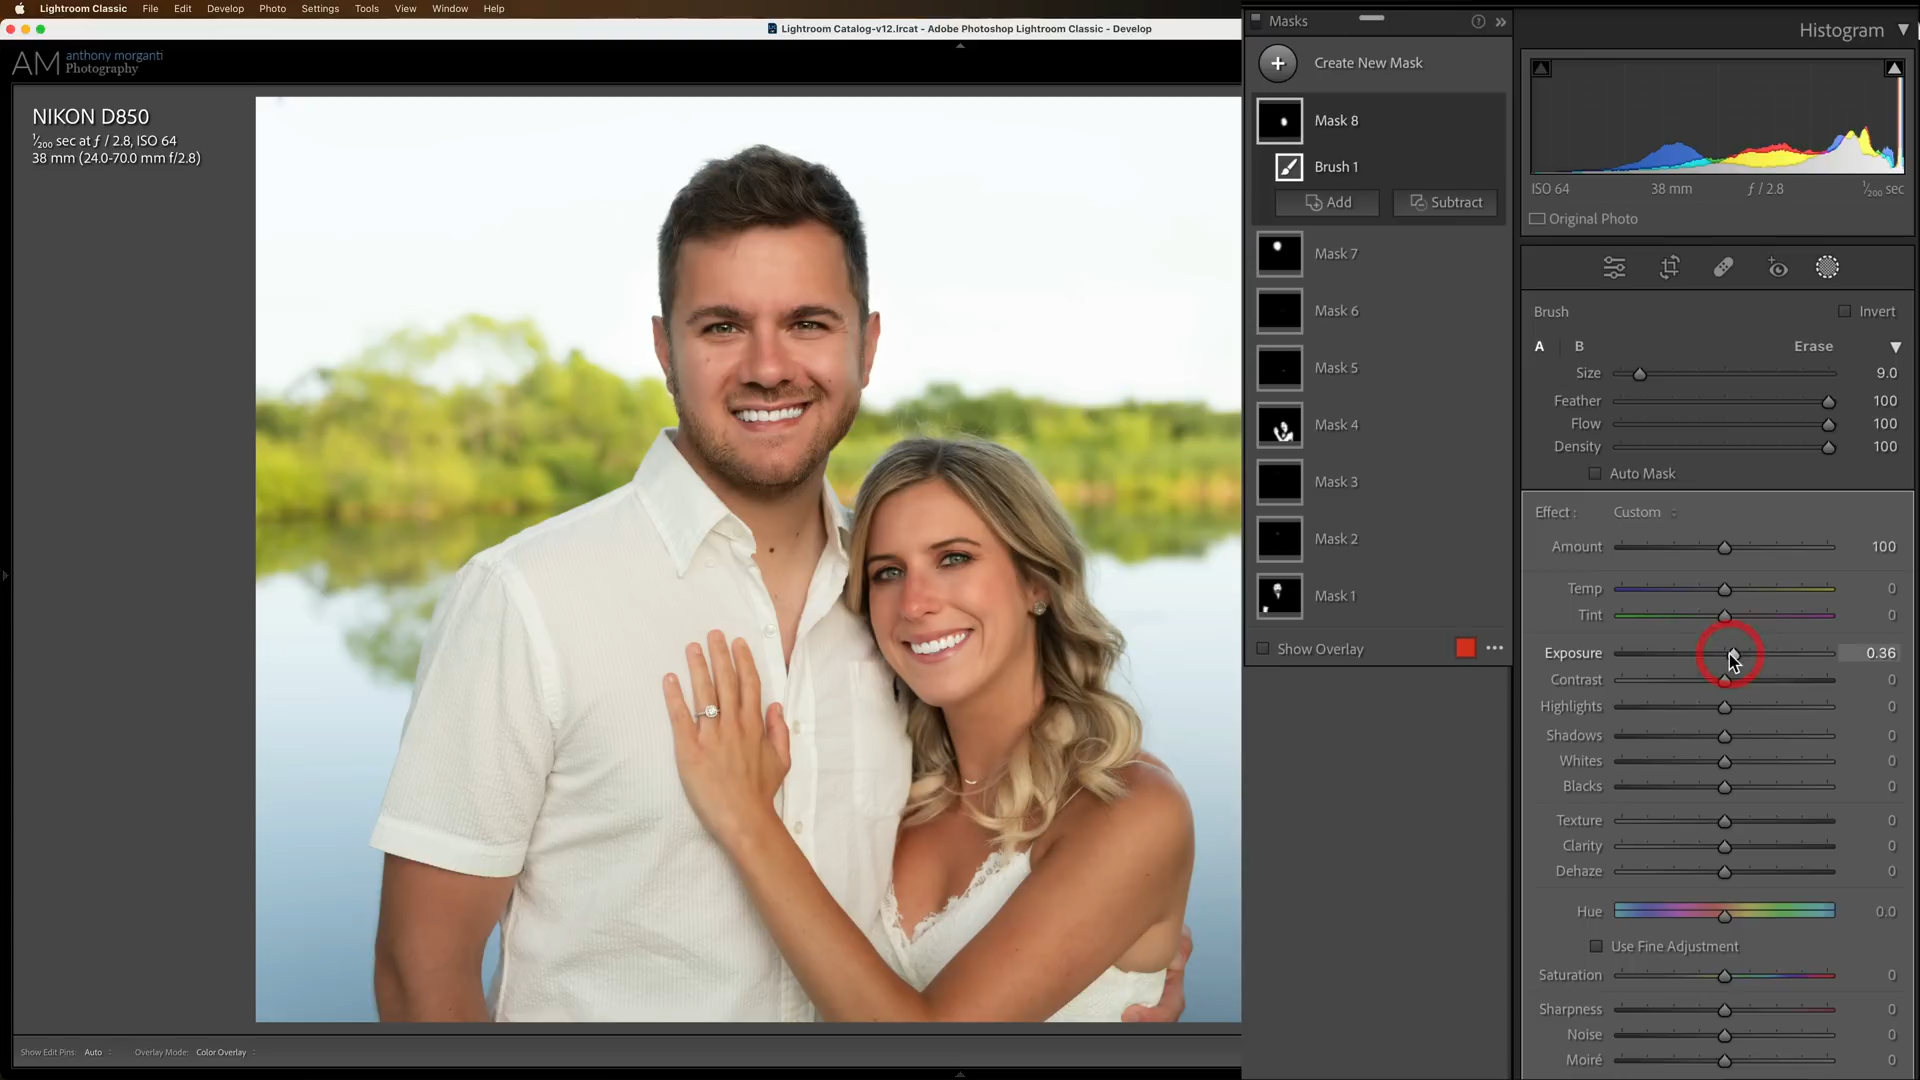 Lightroom Classic File Edit Develop Photo Settings Tools View Window Help
Lightroom Catalog-v12.lrcat - Adobe Photoshop Lightroom Classic - Develop
AM anthony morganti
Photography
NIKON D850
1/200 sec at ƒ / 2.8, ISO 64
38 mm (24.0-70.0 mm f/2.8)
Show Edit Pins: Auto Overlay Mode: Color Overlay
Masks
Create New Mask
Mask 8
Brush 1
Add Subtract
Mask 7
Mask 6
Mask 5
Mask 4
Mask 3
Mask 2
Mask 1
Show Overlay
Histogram
ISO 64 38 mm ƒ / 2.8 1/200 sec
Original Photo
Brush Invert
A B Erase
Size 9.0
Feather 100
Flow 100
Density 100
Auto Mask
Effect : Custom
Amount 100
Temp 0
Tint 0
Exposure 0.36
Contrast 0
Highlights 0
Shadows 0
Whites 0
Blacks 0
Texture 0
Clarity 0
Dehaze 0
Hue 0.0
Use Fine Adjustment
Saturation 0
Sharpness 0
Noise 0
Moiré 0